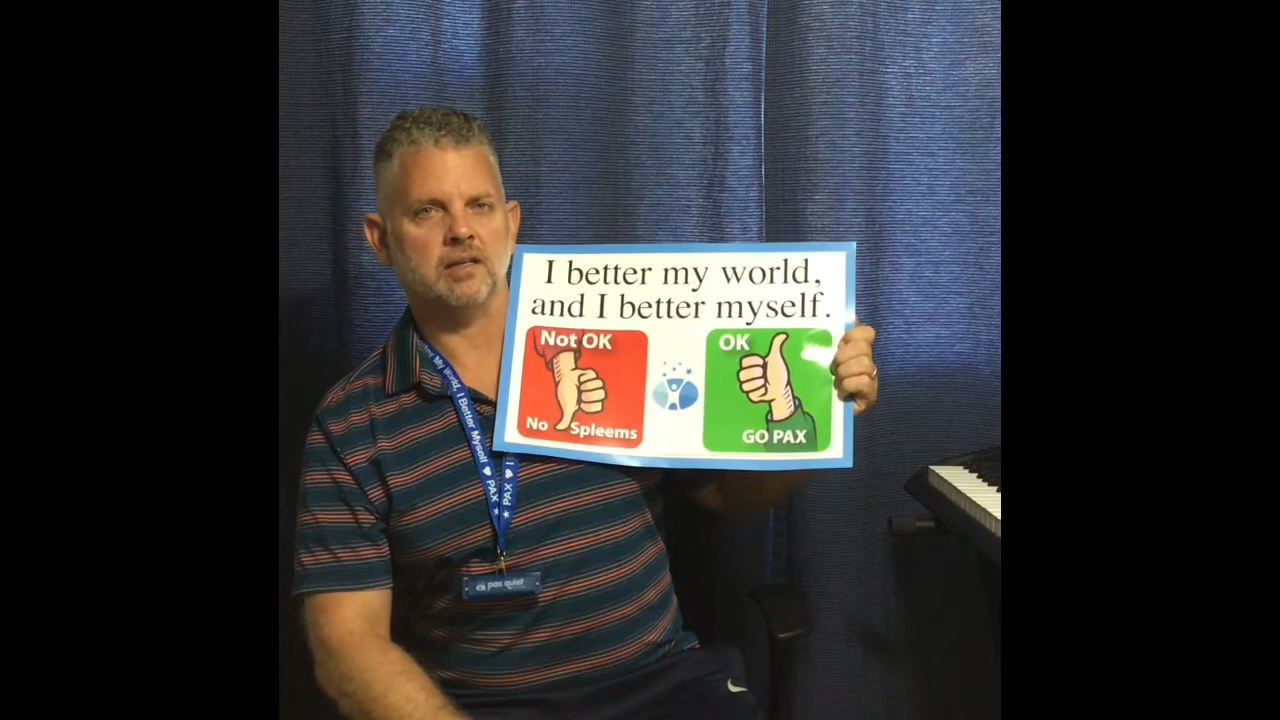 I better my world,
and I better myself.
Not OK
No Spleems
OK
GO PAX
My World, I Better Myself ♥ PAX ★
★ PAX ♥ I
pax quiet